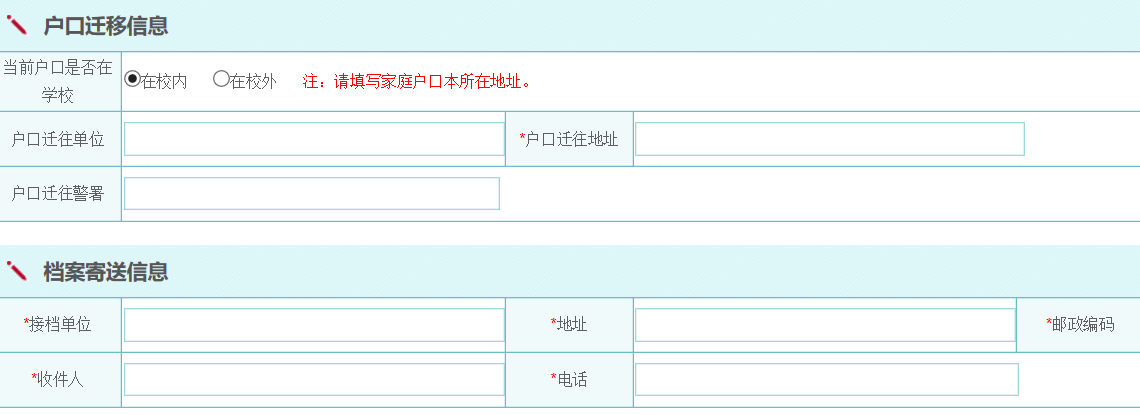 户口迁移信息
当前户口是否在
学校
在校内 在校外 注：请填写家庭户口本所在地址。
户口迁往单位 *户口迁往地址
户口迁往警署
档案寄送信息
*接档单位 *地址 *邮政编码
*收件人 *电话